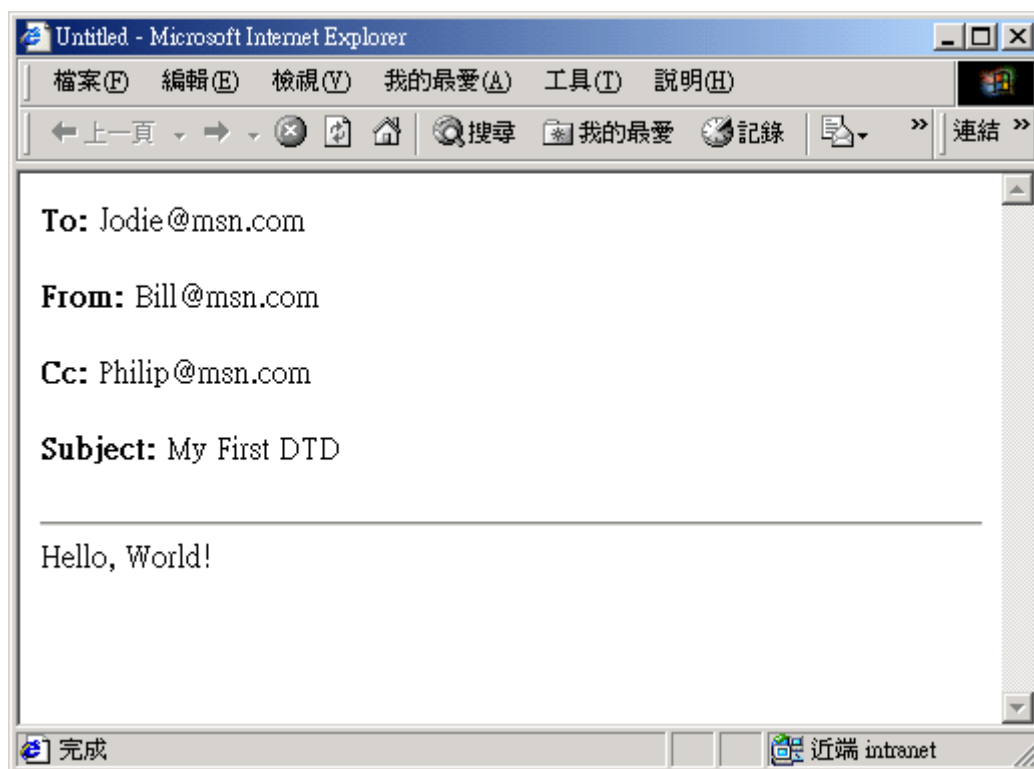 Untitled - Microsoft Internet Explorer
檔案(F) 編輯(E) 檢視(V) 我的最愛(A) 工具(T) 說明(H)
上一頁 搜尋 我的最愛 記錄 » 連結 »
To: Jodie@msn.com
From: Bill@msn.com
Cc: Philip@msn.com
Subject: My First DTD
Hello, World!
完成 近端 intranet